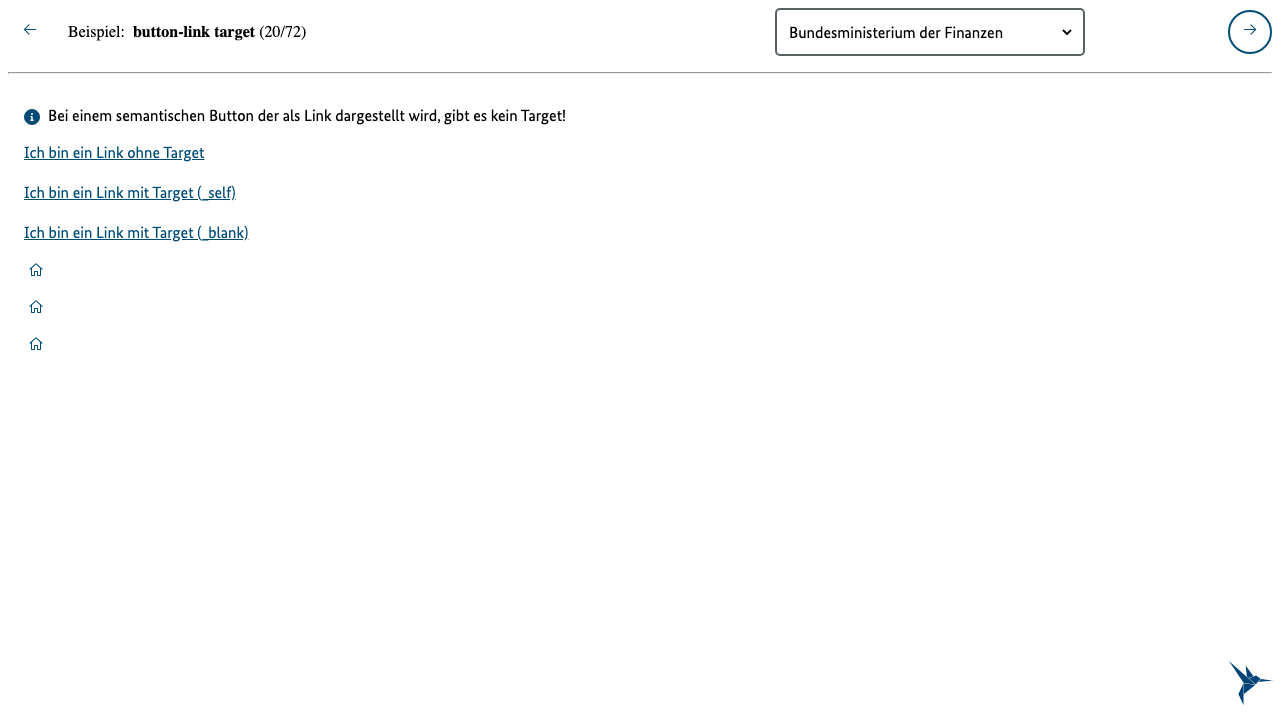 Beispiel: button-link target (20/72)
Bundesministerium der Finanzen
Bei einem semantischen Button der als Link dargestellt wird, gibt es kein Target!
Ich bin ein Link ohne Target
Ich bin ein Link mit Target (_self)
Ich bin ein Link mit Target (_blank)